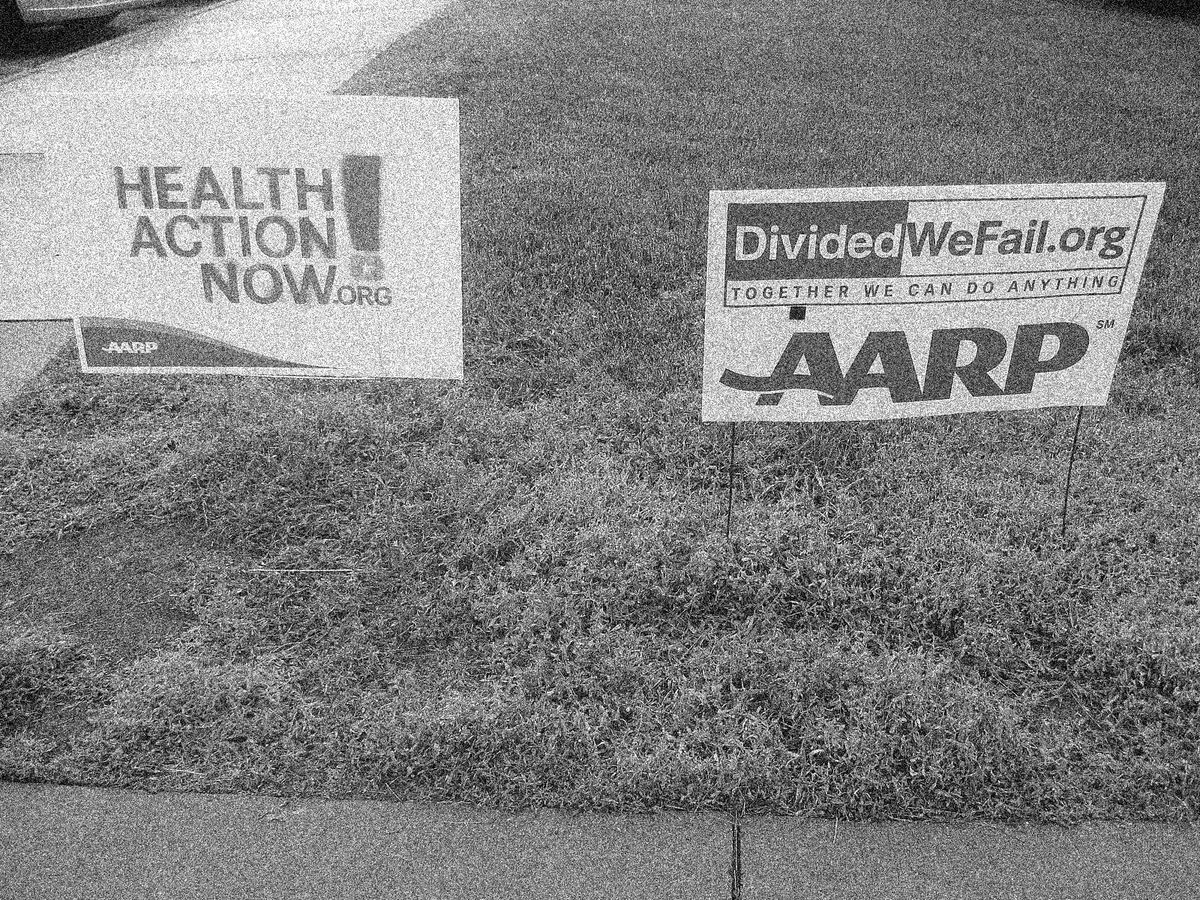 HEALTH
ACTION
NOW.ORG!
AARP
DividedWeFail.org
TOGETHER WE CAN DO ANYTHING
AARP SM